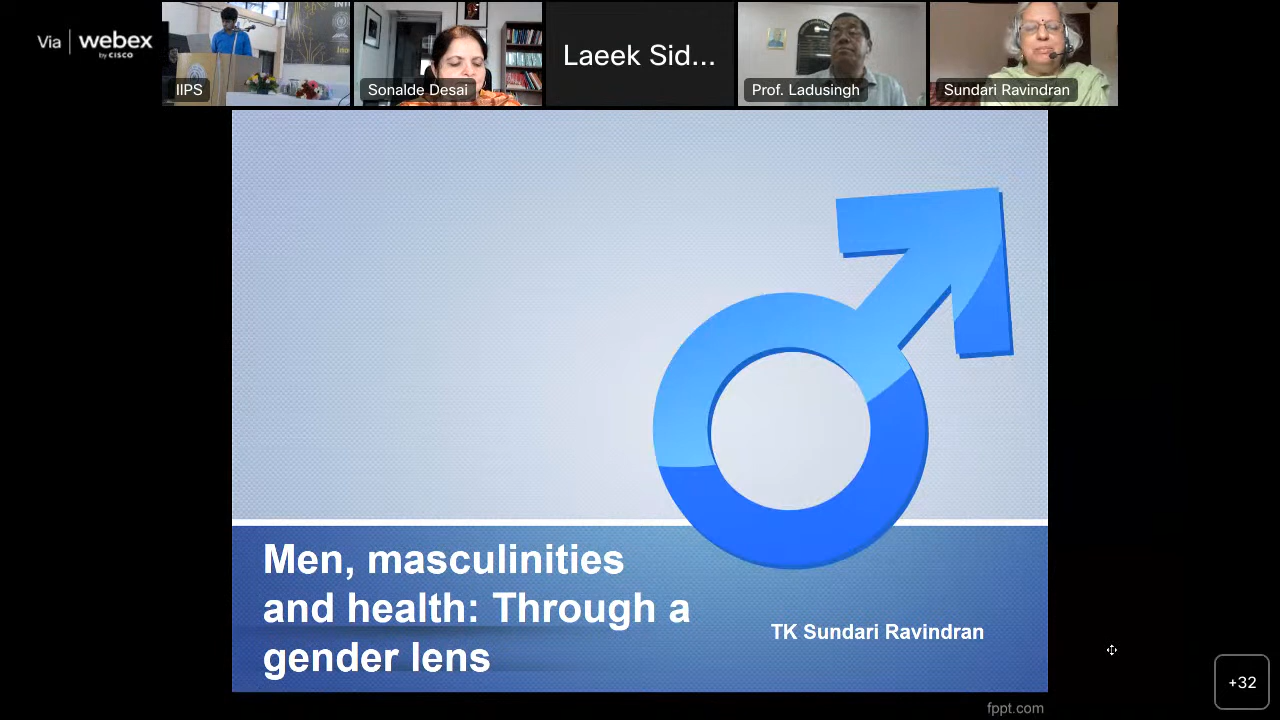 Via webex
by CISCO
IIPS
Sonalde Desai
Laeek Sid...
Prof. Ladusingh
Sundari Ravindran
Men, masculinities
and health: Through a
gender lens
TK Sundari Ravindran
+32
fppt.com